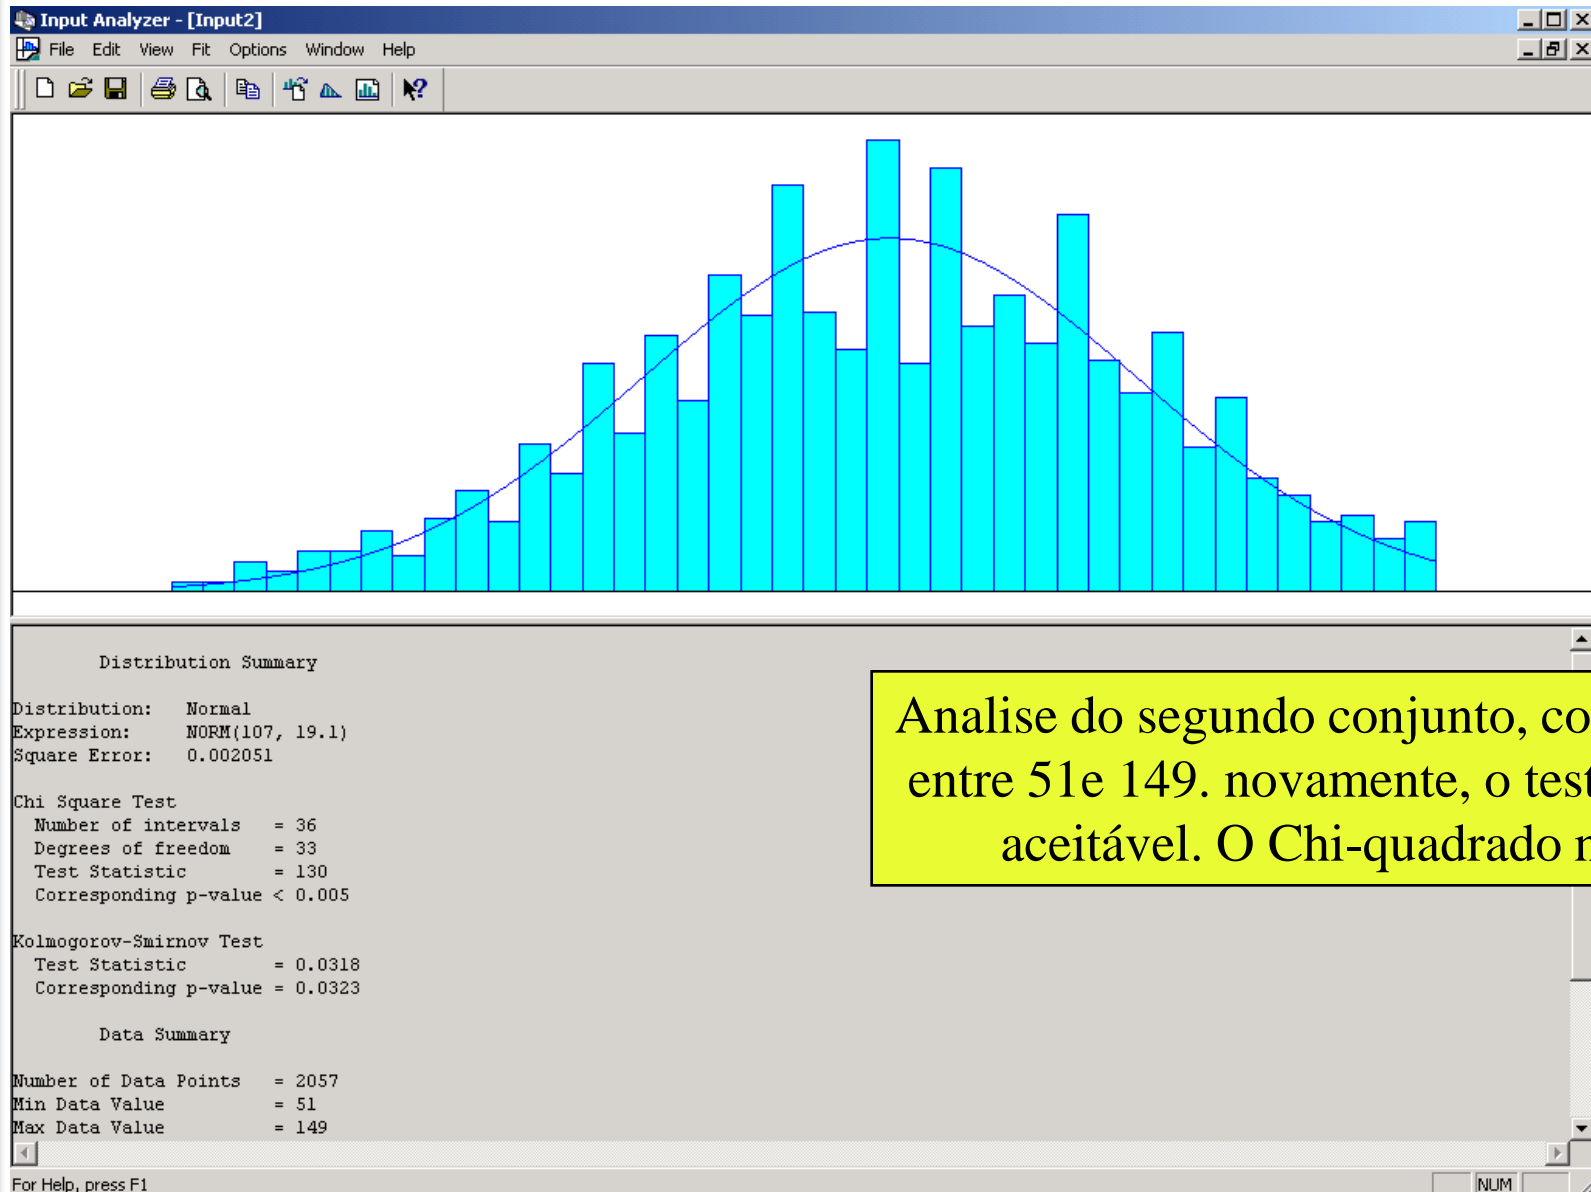 Input Analyzer - [Input2]
File Edit View Fit Options Window Help
Distribution Summary
Distribution: Normal
Expression: NORM(107, 19.1)
Square Error: 0.002051
Chi Square Test
Number of intervals = 36
Degrees of freedom = 33
Test Statistic = 130
Corresponding p-value < 0.005
Kolmogorov-Smirnov Test
Test Statistic = 0.0318
Corresponding p-value = 0.0323
Data Summary
Number of Data Points = 2057
Min Data Value = 51
Max Data Value = 149
Analise do segundo conjunto, co
entre 51e 149. novamente, o test
aceitável. O Chi-quadrado
For Help, press F1
NUM